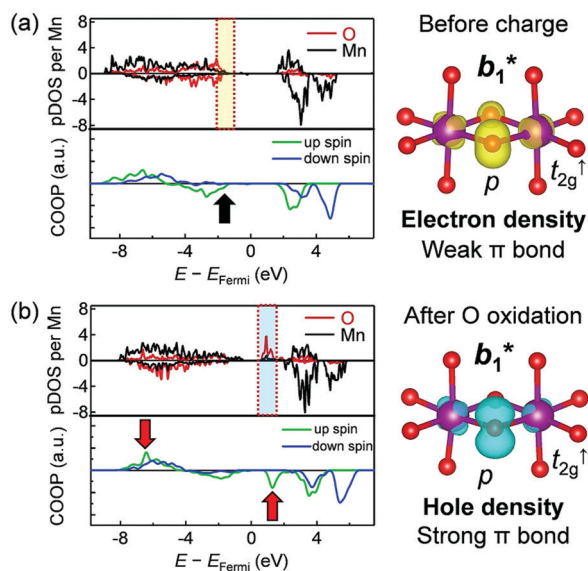 (a)
8
4
0
4
8
pDOS per Mn
O
Mn
COOP (a.u.)
up spin
down spin
-8 -4 0 4
E − E_Fermi (eV)
Before charge
b₁*
p
t₂g↑
Electron density
Weak π bond
(b)
8
4
0
4
8
pDOS per Mn
O
Mn
COOP (a.u.)
up spin
down spin
-8 -4 0 4
E − E_Fermi (eV)
After O oxidation
b₁*
p
t₂g↑
Hole density
Strong π bond